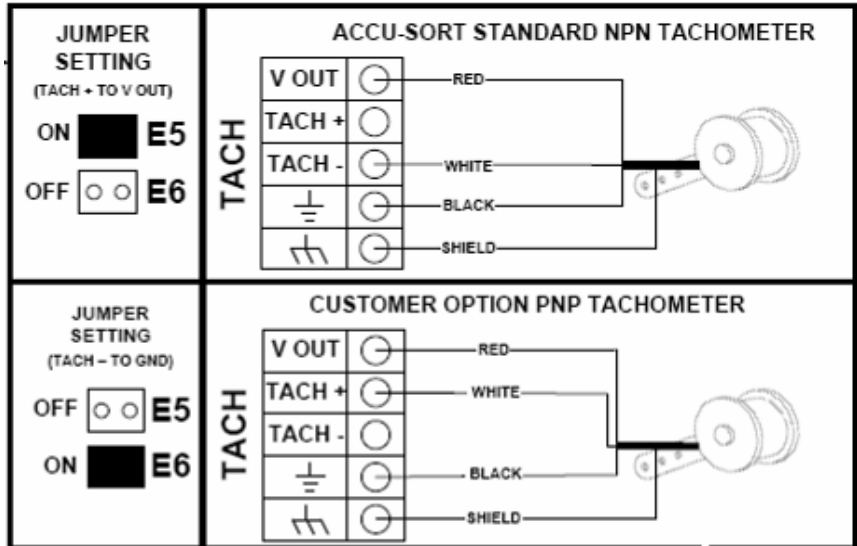 JUMPER
SETTING
(TACH + TO V OUT)
ON E5
OFF E6
ACCU-SORT STANDARD NPN TACHOMETER
TACH
V OUT
TACH +
TACH -
RED
WHITE
BLACK
SHIELD
JUMPER
SETTING
(TACH – TO GND)
OFF E5
ON E6
CUSTOMER OPTION PNP TACHOMETER
TACH
V OUT
TACH +
TACH -
RED
WHITE
BLACK
SHIELD